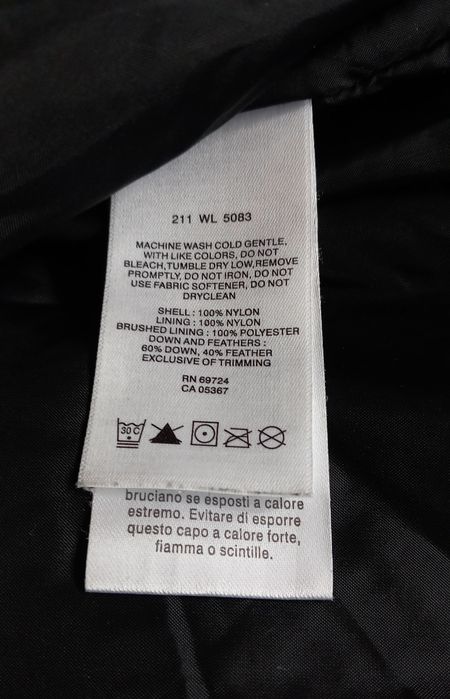 211 WL 5083
MACHINE WASH COLD GENTLE,
WITH LIKE COLORS, DO NOT
BLEACH,TUMBLE DRY LOW,REMOVE
PROMPTLY, DO NOT IRON, DO NOT
USE FABRIC SOFTENER, DO NOT
DRYCLEAN
SHELL : 100% NYLON
LINING : 100% NYLON
BRUSHED LINING : 100% POLYESTER
DOWN AND FEATHERS :
60% DOWN, 40% FEATHER
EXCLUSIVE OF TRIMMING
RN 69724
CA 05367
30 C
bruciano se esposti a calore
estremo. Evitare di esporre
questo capo a calore forte,
fiamma o scintille.